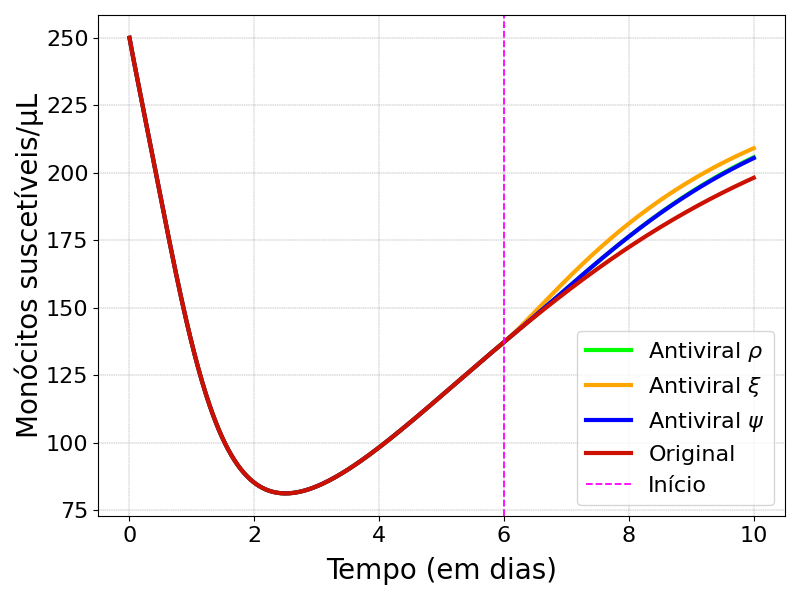 250
225
200
175
150
125
100
75
Monócitos suscetíveis/μL
0 2 4 6 8 10
Tempo (em dias)
Antiviral ρ
Antiviral ξ
Antiviral ψ
Original
Início